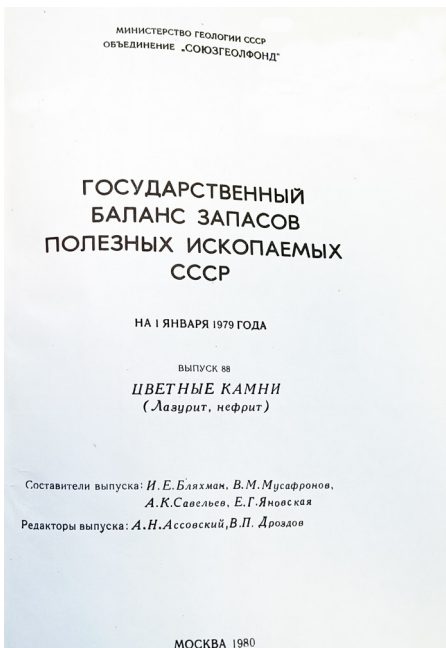 МИНИСТЕРСТВО ГЕОЛОГИИ СССР
ОБЪЕДИНЕНИЕ „СОЮЗГЕОЛФОНД“
ГОСУДАРСТВЕННЫЙ
БАЛАНС ЗАПАСОВ
ПОЛЕЗНЫХ ИСКОПАЕМЫХ
СССР
НА 1 ЯНВАРЯ 1979 ГОДА
ВЫПУСК 88
ЦВЕТНЫЕ КАМНИ
(Лазурит, нефрит)
Составители выпуска: И.Е.Бляхман, В.М.Мусафронов,
А.К.Савельев, Е.Г.Яновская
Редакторы выпуска: А.Н.Ассовский, В.П. Дроздов
МОСКВА 1980